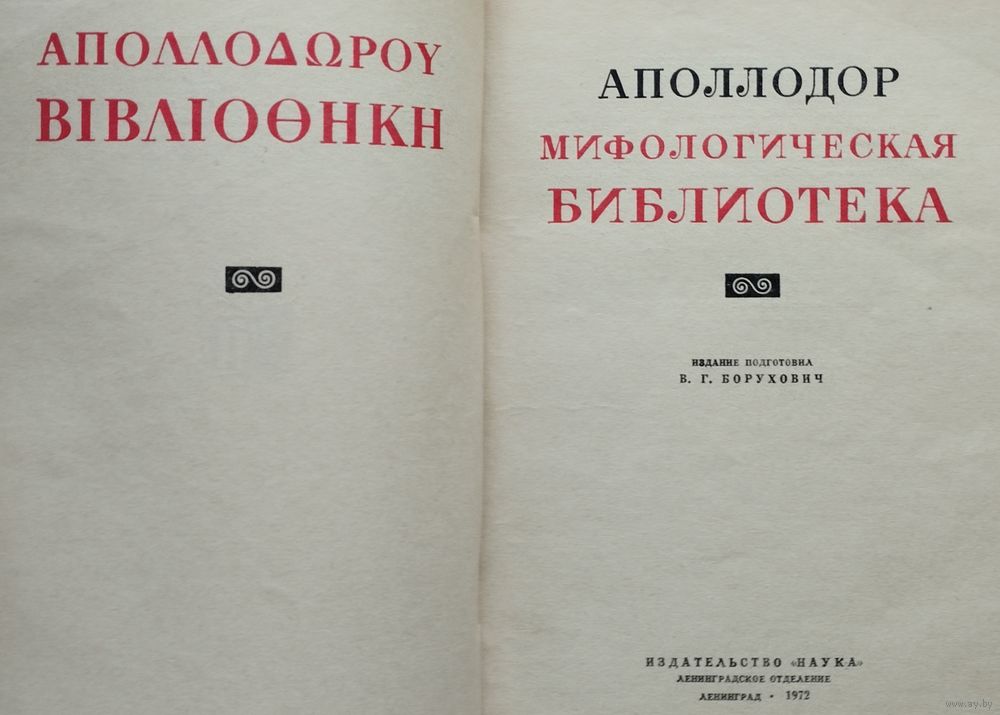 ΑΠΟΛΛΟΔΩΡΟΥ
ΒΙΒΛΙΟΘΗΚΗ
АПОЛЛОДОР
МИФОЛОГИЧЕСКАЯ
БИБЛИОТЕКА
ИЗДАНИЕ ПОДГОТОВИЛ
В. Г. БОРУХОВИЧ
ИЗДАТЕЛЬСТВО «НАУКА»
ЛЕНИНГРАДСКОЕ ОТДЕЛЕНИЕ
ЛЕНИНГРАД · 1972
www.ay.by